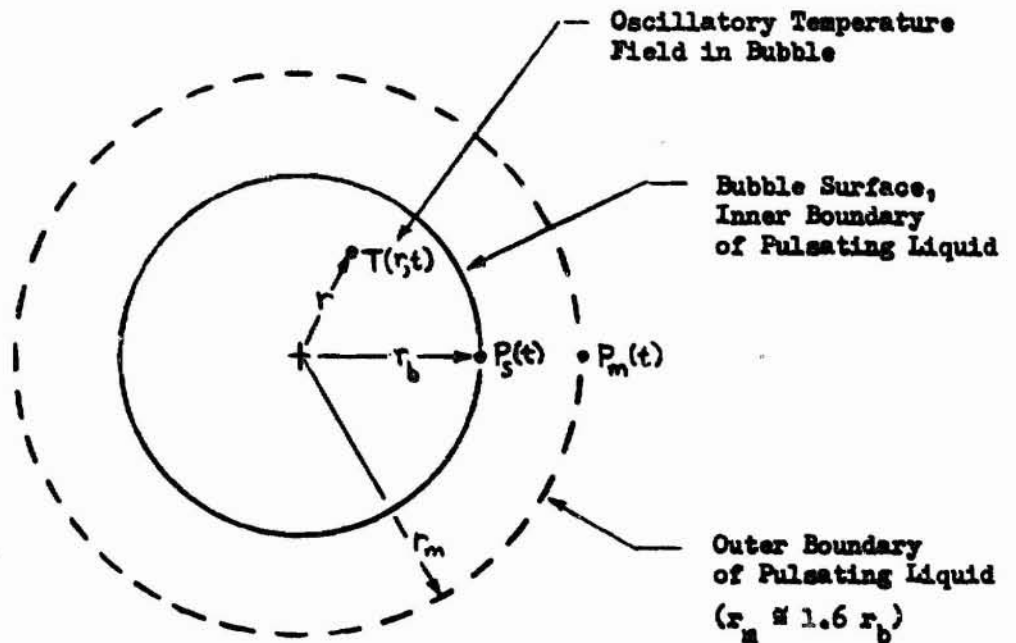 Oscillatory Temperature
Field in Bubble
Bubble Surface,
Inner Boundary
of Pulsating Liquid
T(r,t)
r
r_b
P_s(t)
P_m(t)
r_m
Outer Boundary
of Pulsating Liquid
(r_m ≅ 1.6 r_b)